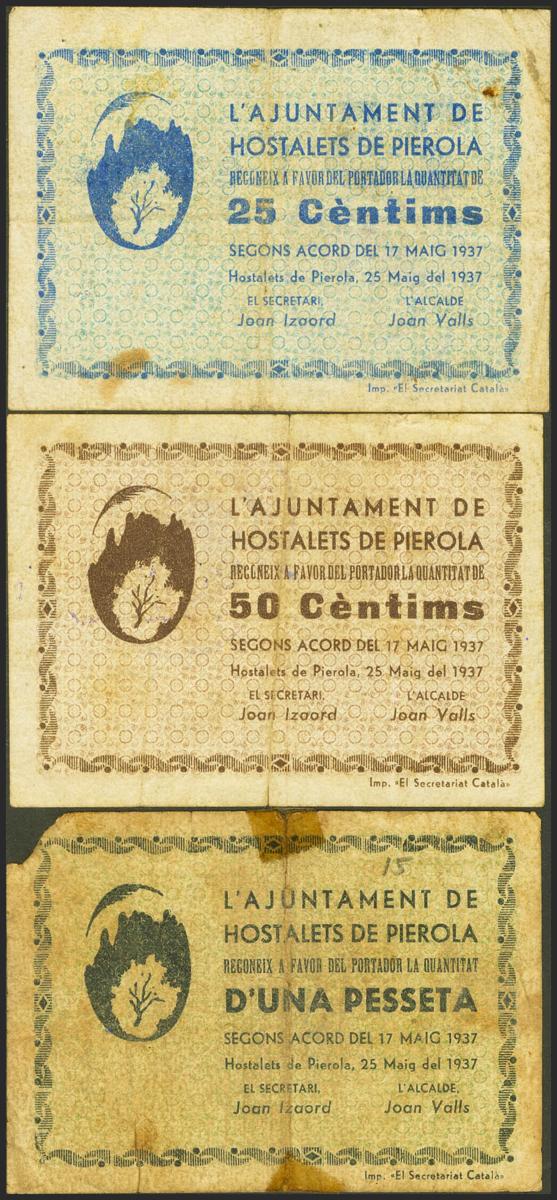 L'AJUNTAMENT DE
HOSTALETS DE PIEROLA
REGONEIX A FAVOR DEL PORTADOR LA QUANTITAT DE
25 Cèntims
SEGONS ACORD DEL 17 MAIG 1937
Hostalets de Pierola, 25 Maig del 1937
EL SECRETARI, L'ALCALDE
Joan Izaord Joan Valls
Imp. «El Secretariat Català»
L'AJUNTAMENT DE
HOSTALETS DE PIEROLA
REGONEIX A FAVOR DEL PORTADOR LA QUANTITAT DE
50 Cèntims
SEGONS ACORD DEL 17 MAIG 1937
Hostalets de Pierola, 25 Maig del 1937
EL SECRETARI, L'ALCALDE
Joan Izaord Joan Valls
Imp. «El Secretariat Català»
15
L'AJUNTAMENT DE
HOSTALETS DE PIEROLA
REGONEIX A FAVOR DEL PORTADOR LA QUANTITAT
D'UNA PESSETA
SEGONS ACORD DEL 17 MAIG 1937
Hostalets de Pierola, 25 Maig del 1937
EL SECRETARI, L'ALCALDE,
Joan Izaord Joan Valls
Imp. «El Secretariat Català»